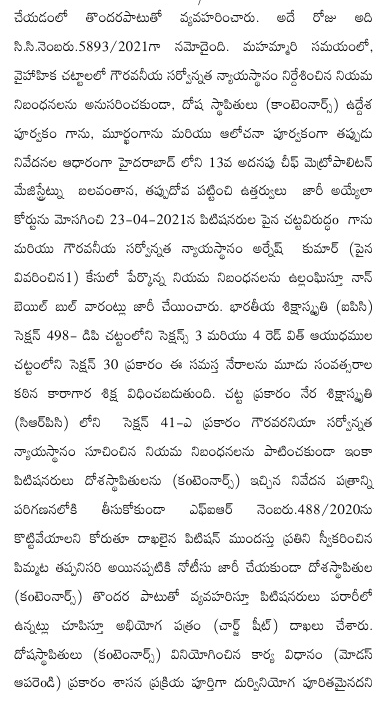 చేయడంలో తొందరపాటుతో వ్యవహరించారు. అదే రోజు అది
సి.సి.నెంబరు.5893/2021గా నమోదైంది. మహమ్మారి సమయంలో,
వైవాహిక చట్టాలలో గౌరవనీయ సర్వోన్నత న్యాయస్థానం నిర్దేశించిన నియమ
నిబంధనలను అనుసరించకుండా, దోష స్థాపితులు (కాంటెనార్స్) ఉద్దేశ
పూర్వకం గాను, మూర్ఖంగాను మరియు ఆలోచనా పూర్వకంగా తప్పుడు
నివేదనల ఆధారంగా హైదరాబాద్ లోని 13వ అదనపు చీఫ్ మెట్రోపాలిటన్
మేజిస్ట్రేట్ను బలవంతాన, తప్పుదోవ పట్టించి ఉత్తర్వులు జారీ అయ్యేలా
కోర్టును మోసగించి 23-04-2021న పిటిషనరుల పైన చట్టవిరుద్ధం గాను
మరియు గౌరవనీయ సర్వోన్నత న్యాయస్థానం అర్నేష్ కుమార్ (పైన
వివరించిన1) కేసులో పేర్కొన్న నియమ నిబంధనలను ఉల్లంఘిస్తూ నాన్
బెయిల్ బుల్ వారంట్లు జారీ చేయించారు. భారతీయ శిక్షాస్మృతి (ఐపిసి)
సెక్షన్ 498- డిపి చట్టంలోని సెక్షన్స్ 3 మరియు 4 రెడ్ విత్ ఆయుధముల
చట్టంలోని సెక్షన్ 30 ప్రకారం ఈ సమస్త నేరాలను మూడు సంవత్సరాల
కఠిన కారాగార శిక్ష విధించబడుతుంది. చట్ట ప్రకారం నేర శిక్షాస్మృతి
(సిఆర్‌పిసి) లోని సెక్షన్ 41-ఎ ప్రకారం గౌరవరనియా సర్వోన్నత
న్యాయస్థానం సూచించిన నియమ నిబంధనలను పాటించకుండా ఇంకా
పిటిషనరులు దోశస్థాపితులను (కంటెన్నార్స్) ఇచ్చిన నివేదన పత్రాన్ని
పరిగణనలోకి తీసుకోకుండా ఎఫ్ఐఆర్ నెంబరు.488/2020ను
కొట్టివేయాలని కోరుతూ దాఖలైన పిటిషన్ ముందస్తు ప్రతిని స్వీకరించిన
పిమ్మట తప్పనిసరి అయినప్పటికి నోటీసు జారీ చేయకుండా దోశస్థాపితుల
(కంటెన్నార్స్) తొందర పాటుతో వ్యవహరిస్తూ పిటిషనరులు పరారీలో
ఉన్నట్లు చూపిస్తూ అభియోగ పత్రం (చార్జ్ షీట్) దాఖలు చేశారు.
దోషస్థాపితులు (కంటెన్నార్స్) వినియోగించిన కార్య విధానం (మోడస్
ఆపరెండి) ప్రకారం శాసన ప్రక్రియ పూర్తిగా దుర్వినియోగ పూరితమైనదని